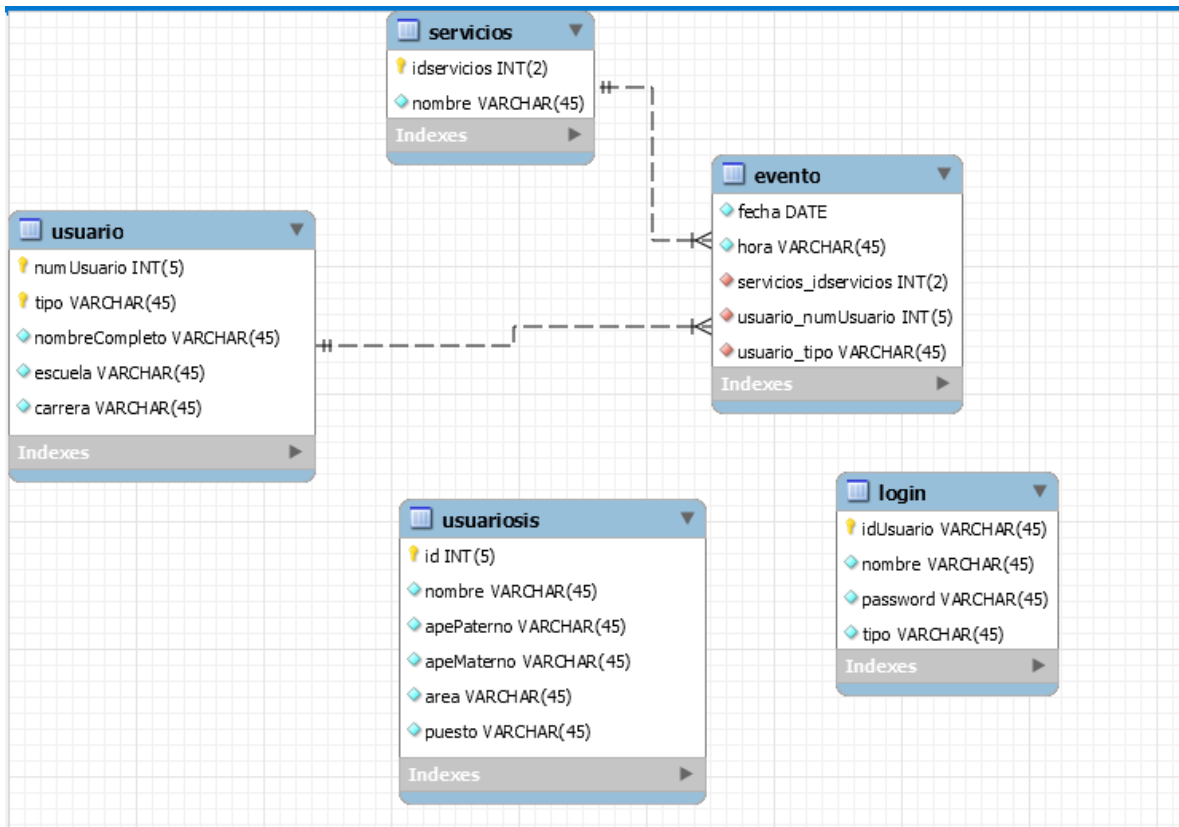 servicios
idservicios INT(2)
nombre VARCHAR(45)
Indexes
evento
fecha DATE
hora VARCHAR(45)
servicios_idservicios INT(2)
usuario_numUsuario INT(5)
usuario_tipo VARCHAR(45)
Indexes
usuario
numUsuario INT(5)
tipo VARCHAR(45)
nombreCompleto VARCHAR(45)
escuela VARCHAR(45)
carrera VARCHAR(45)
Indexes
usuariosis
id INT(5)
nombre VARCHAR(45)
apePaterno VARCHAR(45)
apeMaterno VARCHAR(45)
area VARCHAR(45)
puesto VARCHAR(45)
Indexes
login
idUsuario VARCHAR(45)
nombre VARCHAR(45)
password VARCHAR(45)
tipo VARCHAR(45)
Indexes